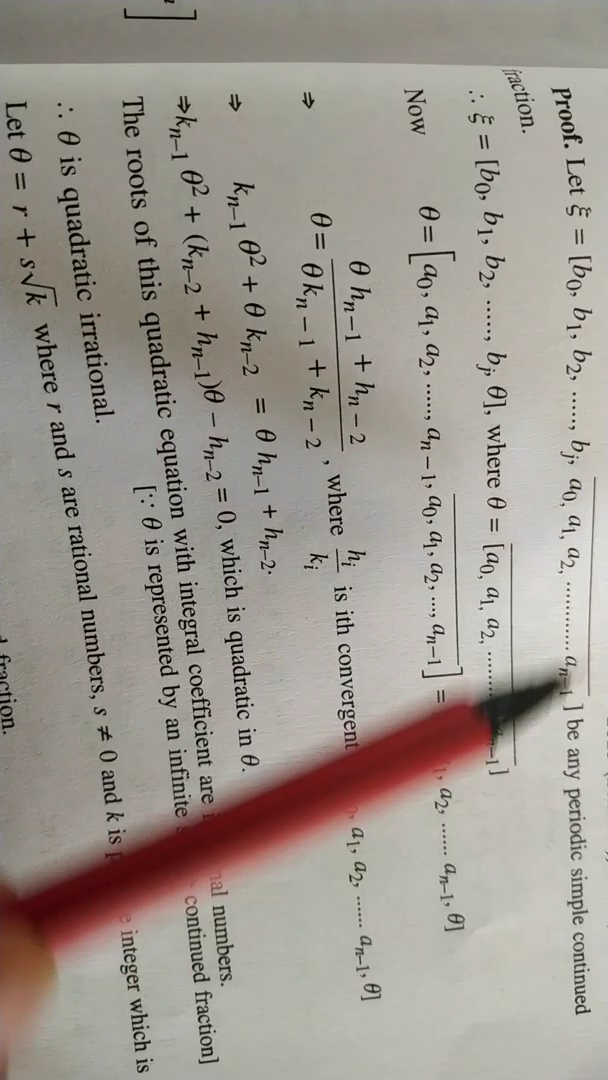 Proof. Let ξ = [b₀, b₁, b₂, ....., bⱼ, a₀, a₁, a₂, ............ aₙ₋₁ ] be any periodic simple continued
fraction.
∴ ξ = [b₀, b₁, b₂, ....., bⱼ, θ], where θ = [a₀, a₁, a₂, ........ n–1]
Now θ = [a₀, a₁, a₂, ....., aₙ₋₁, a₀, a₁, a₂, ..., aₙ₋₁] = 1, a₂, ...... aₙ₋₁, θ]
⇒ θ = (θ hₙ₋₁ + hₙ₋₂) / (θ kₙ₋₁ + kₙ₋₂), where hᵢ/kᵢ is ith convergent , a₁, a₂, ...... aₙ₋₁, θ]
⇒ kₙ₋₁ θ² + θ kₙ₋₂ = θ hₙ₋₁ + hₙ₋₂.
⇒ kₙ₋₁ θ² + (kₙ₋₂ + hₙ₋₁)θ – hₙ₋₂ = 0, which is quadratic in θ.
The roots of this quadratic equation with integral coefficient are nal numbers.
[∵ θ is represented by an infinite continued fraction]
∴ θ is quadratic irrational.
Let θ = r + s√k where r and s are rational numbers, s ≠ 0 and k is e integer which is
fraction.
]